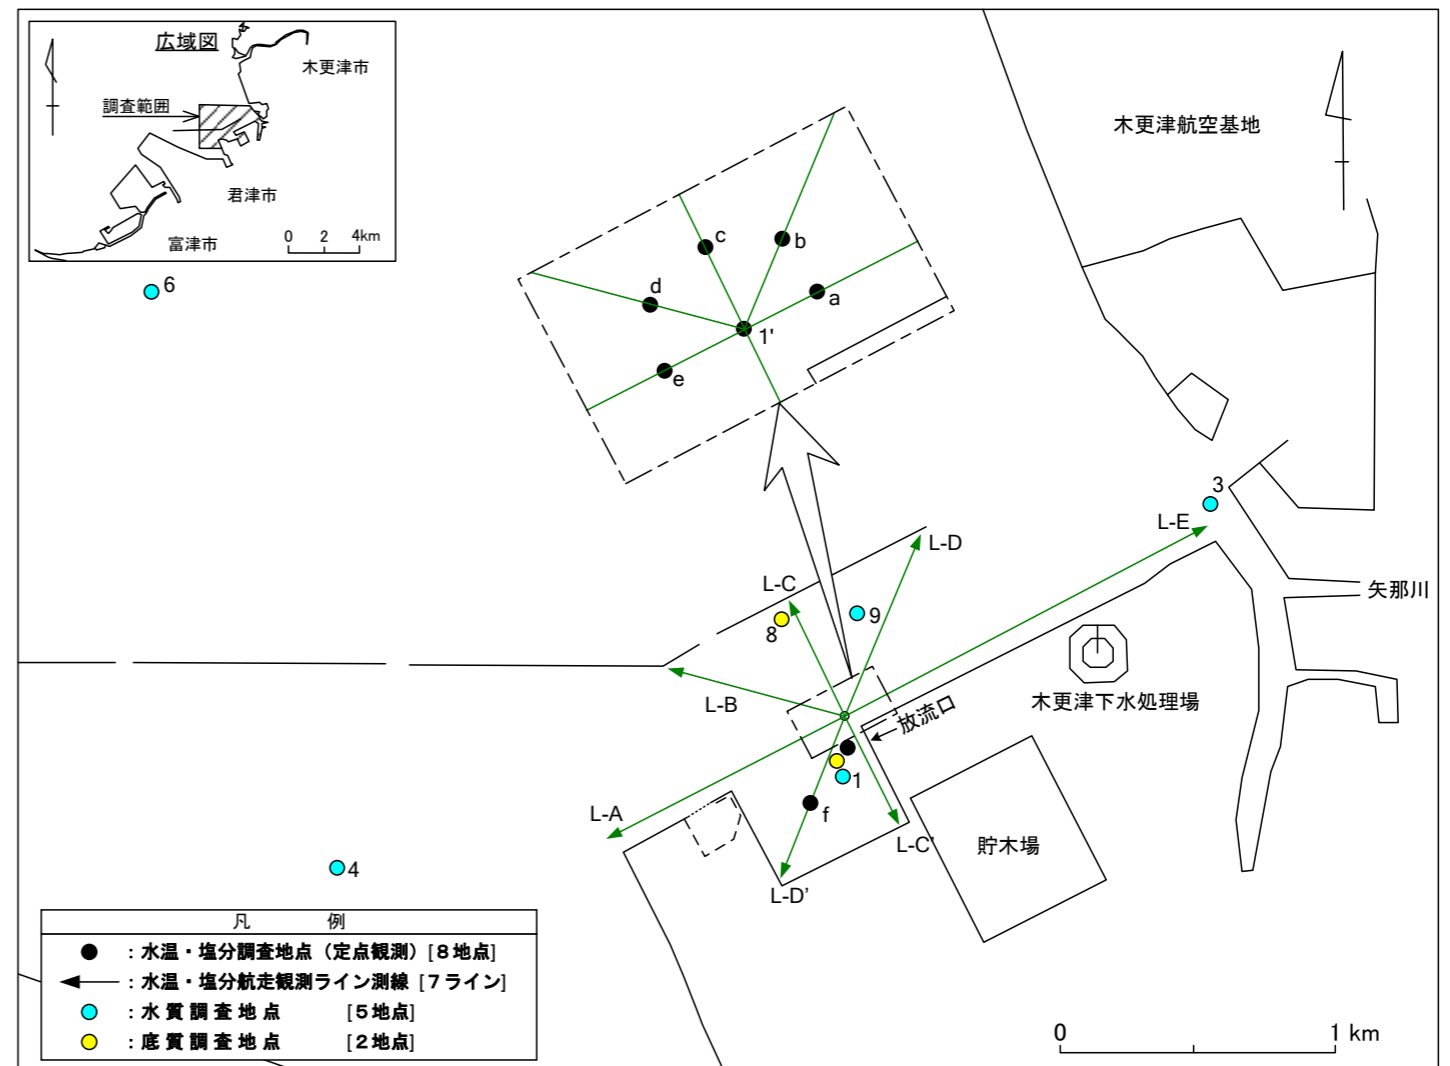 広域図
木更津市
調査範囲
君津市
富津市
0 2 4km
木更津航空基地
6
c
b
d
a
1'
e
3
L-E
L-D
L-C
9
8
矢那川
L-B
木更津下水処理場
放流口
1
L-A
f
L-C'
貯木場
L-D’
4
凡 例
：水温・塩分調査地点（定点観測）[８地点]
：水温・塩分航走観測ライン測線 [７ライン]
：水 質 調 査 地 点 [５地点]
：底 質 調 査 地 点 [２地点]
0 1 km